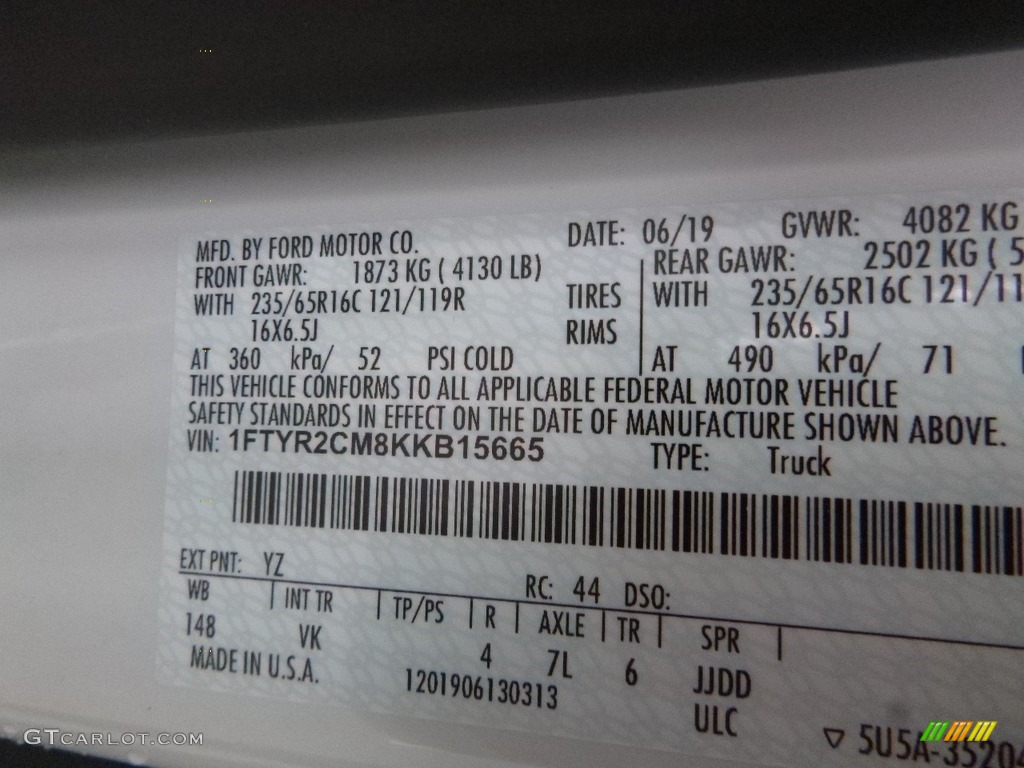 MFD. BY FORD MOTOR CO. DATE: 06/19 GVWR: 4082 KG
FRONT GAWR: 1873 KG ( 4130 LB) REAR GAWR: 2502 KG ( 5
WITH 235/65R16C 121/119R TIRES WITH 235/65R16C 121/11
16X6.5J RIMS 16X6.5J
AT 360 kPa/ 52 PSI COLD AT 490 kPa/ 71
THIS VEHICLE CONFORMS TO ALL APPLICABLE FEDERAL MOTOR VEHICLE
SAFETY STANDARDS IN EFFECT ON THE DATE OF MANUFACTURE SHOWN ABOVE.
VIN: 1FTYR2CM8KKB15665 TYPE: Truck
EXT PNT: YZ RC: 44 DSO:
WB INT TR TP/PS R AXLE TR SPR
148 VK 4 7L 6 JJDD
MADE IN U.S.A. 1201906130313 ULC
5U5A-35204
GTCARLOT.COM